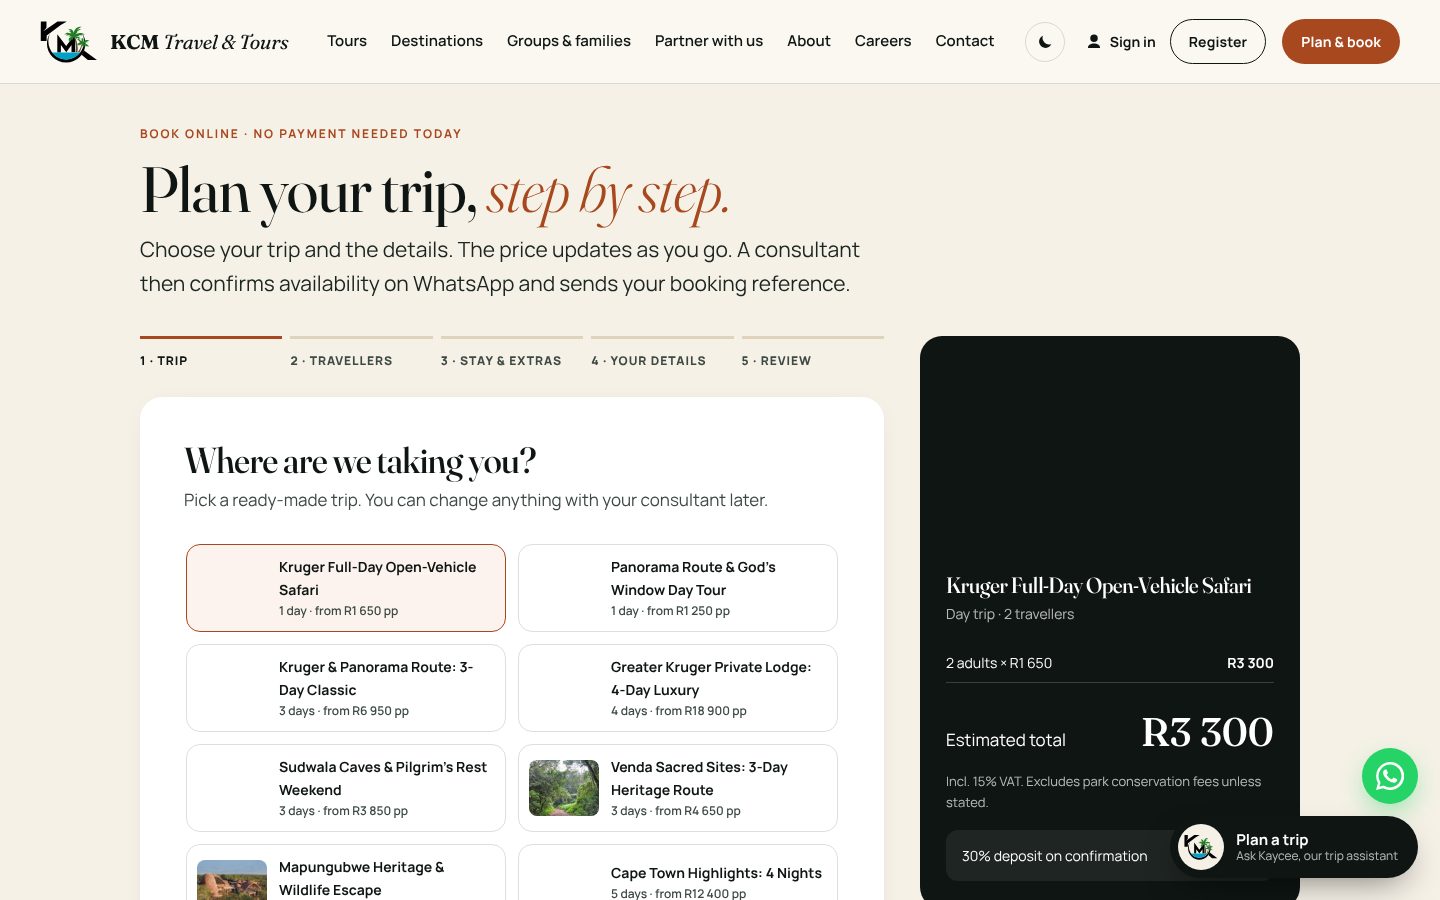 KCM Travel & Tours
Tours
Destinations
Groups & families
Partner with us
About
Careers
Contact
Sign in
Register
Plan & book
BOOK ONLINE · NO PAYMENT NEEDED TODAY
Plan your trip, step by step.
Choose your trip and the details. The price updates as you go. A consultant
then confirms availability on WhatsApp and sends your booking reference.
1 · TRIP
2 · TRAVELLERS
3 · STAY & EXTRAS
4 · YOUR DETAILS
5 · REVIEW
Where are we taking you?
Pick a ready-made trip. You can change anything with your consultant later.
Kruger Full-Day Open-Vehicle
Safari
1 day · from R1 650 pp
Panorama Route & God's
Window Day Tour
1 day · from R1 250 pp
Kruger & Panorama Route: 3-
Day Classic
3 days · from R6 950 pp
Greater Kruger Private Lodge:
4-Day Luxury
4 days · from R18 900 pp
Sudwala Caves & Pilgrim's Rest
Weekend
3 days · from R3 850 pp
Venda Sacred Sites: 3-Day
Heritage Route
3 days · from R4 650 pp
Mapungubwe Heritage &
Wildlife Escape
Cape Town Highlights: 4 Nights
5 days · from R12 400 pp
Kruger Full-Day Open-Vehicle Safari
Day trip · 2 travellers
2 adults × R1 650
R3 300
Estimated total
R3 300
Incl. 15% VAT. Excludes park conservation fees unless
stated.
30% deposit on confirmation
Plan a trip
Ask Kaycee, our trip assistant